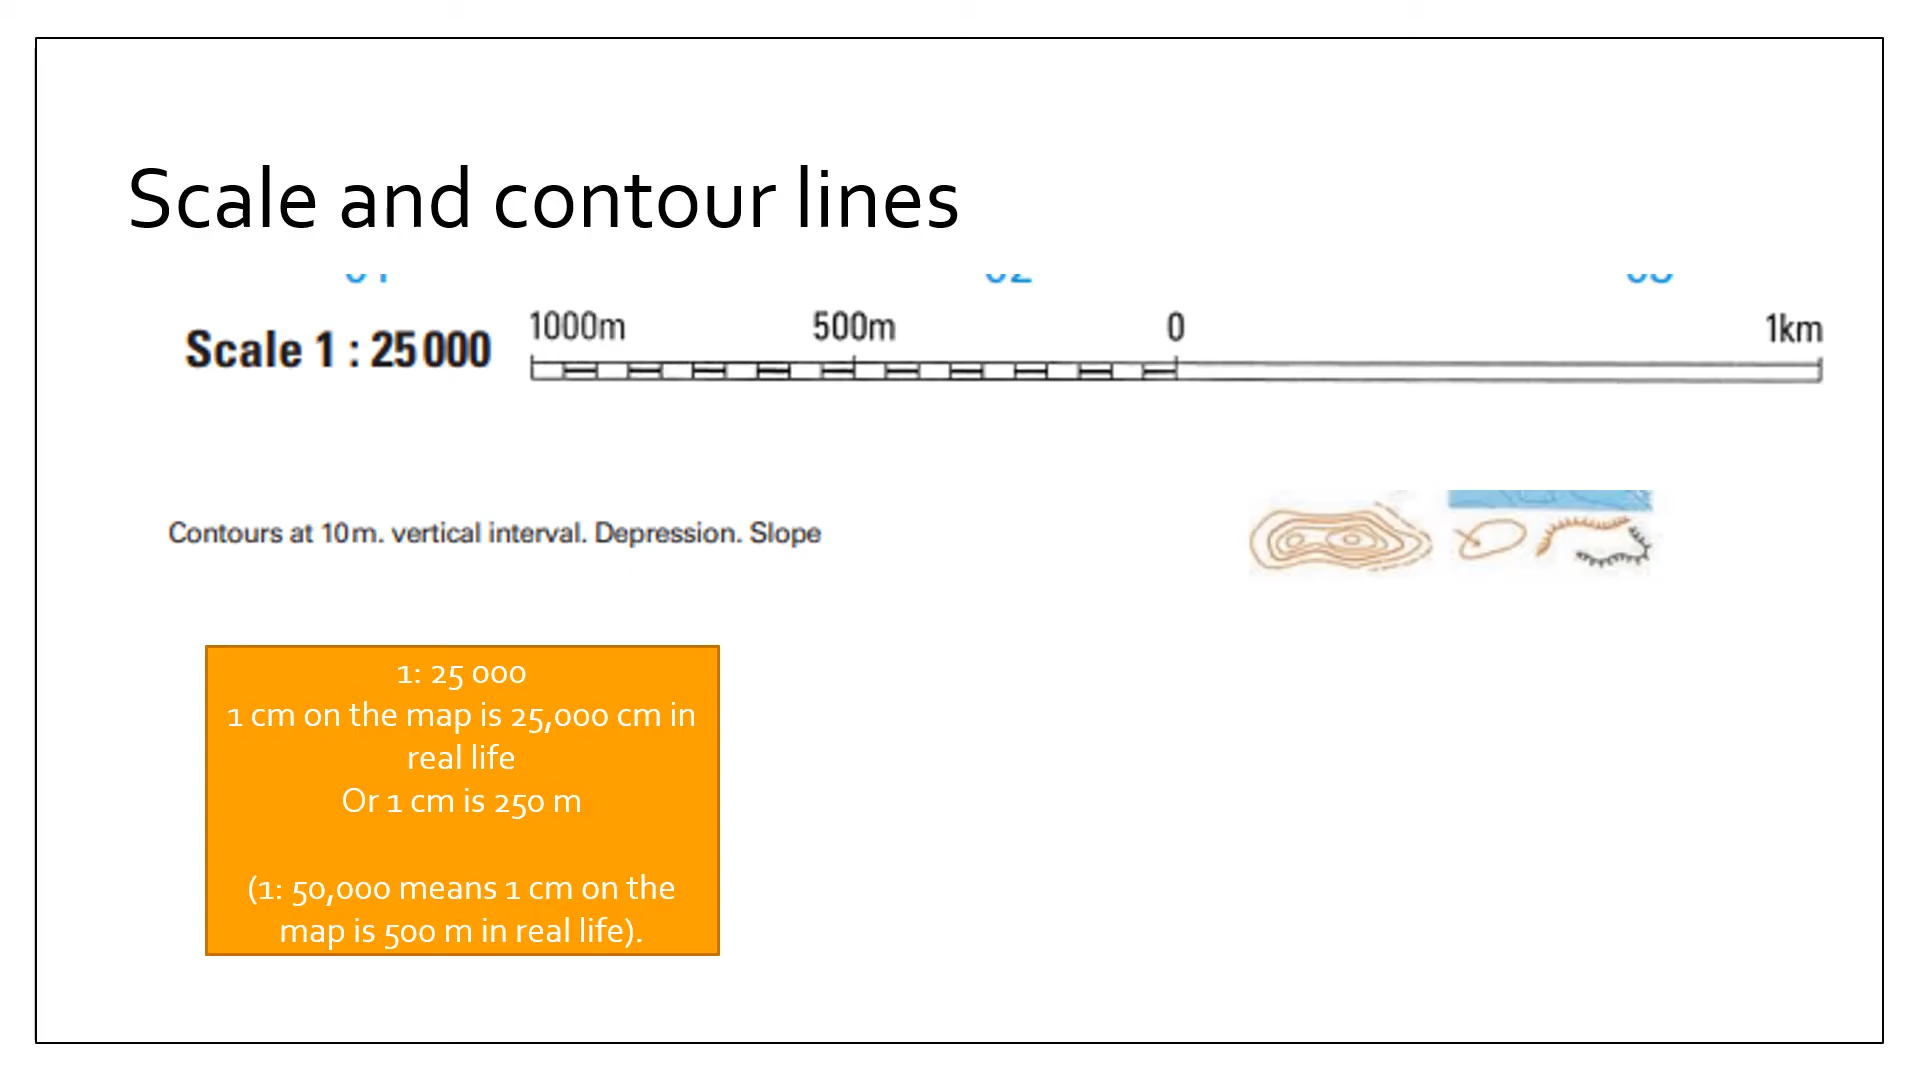 Scale and contour lines
Scale 1 : 25 000
1000m 500m 0 1km
Contours at 10m. vertical interval. Depression. Slope
1: 25 000
1 cm on the map is 25,000 cm in
real life
Or 1 cm is 250 m
(1: 50,000 means 1 cm on the
map is 500 m in real life).